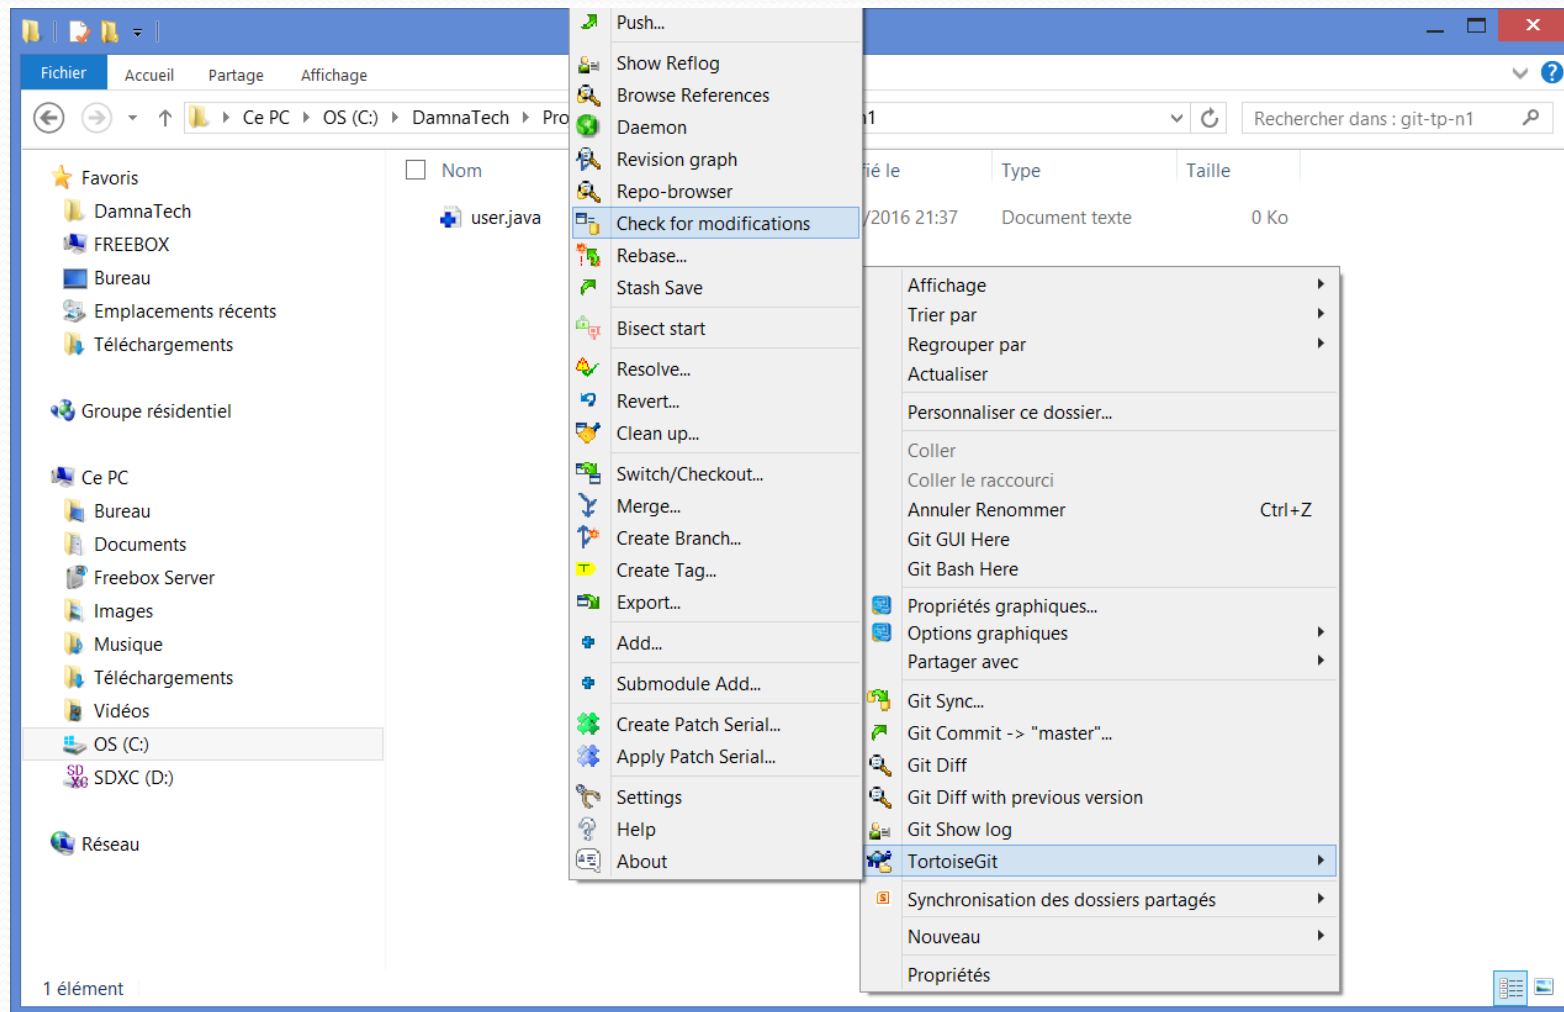 Fichier
Accueil
Partage
Affichage
Ce PC
OS (C:)
DamnaTech
Rechercher dans : git-tp-n1
Favoris
DamnaTech
FREEBOX
Bureau
Emplacements récents
Téléchargements
Groupe résidentiel
Ce PC
Bureau
Documents
Freebox Server
Images
Musique
Téléchargements
Vidéos
OS (C:)
SDXC (D:)
Réseau
1 élément
Nom
Type
Taille
user.java
/2016 21:37
Document texte
0 Ko
Push...
Show Reflog
Browse References
Daemon
Revision graph
Repo-browser
Check for modifications
Rebase...
Stash Save
Bisect start
Resolve...
Revert...
Clean up...
Switch/Checkout...
Merge...
Create Branch...
Create Tag...
Export...
Add...
Submodule Add...
Create Patch Serial...
Apply Patch Serial...
Settings
Help
About
Affichage
Trier par
Regrouper par
Actualiser
Personnaliser ce dossier...
Coller
Coller le raccourci
Annuler Renommer Ctrl+Z
Git GUI Here
Git Bash Here
Propriétés graphiques...
Options graphiques
Partager avec
Git Sync...
Git Commit -> "master"...
Git Diff
Git Diff with previous version
Git Show log
TortoiseGit
Synchronisation des dossiers partagés
Nouveau
Propriétés